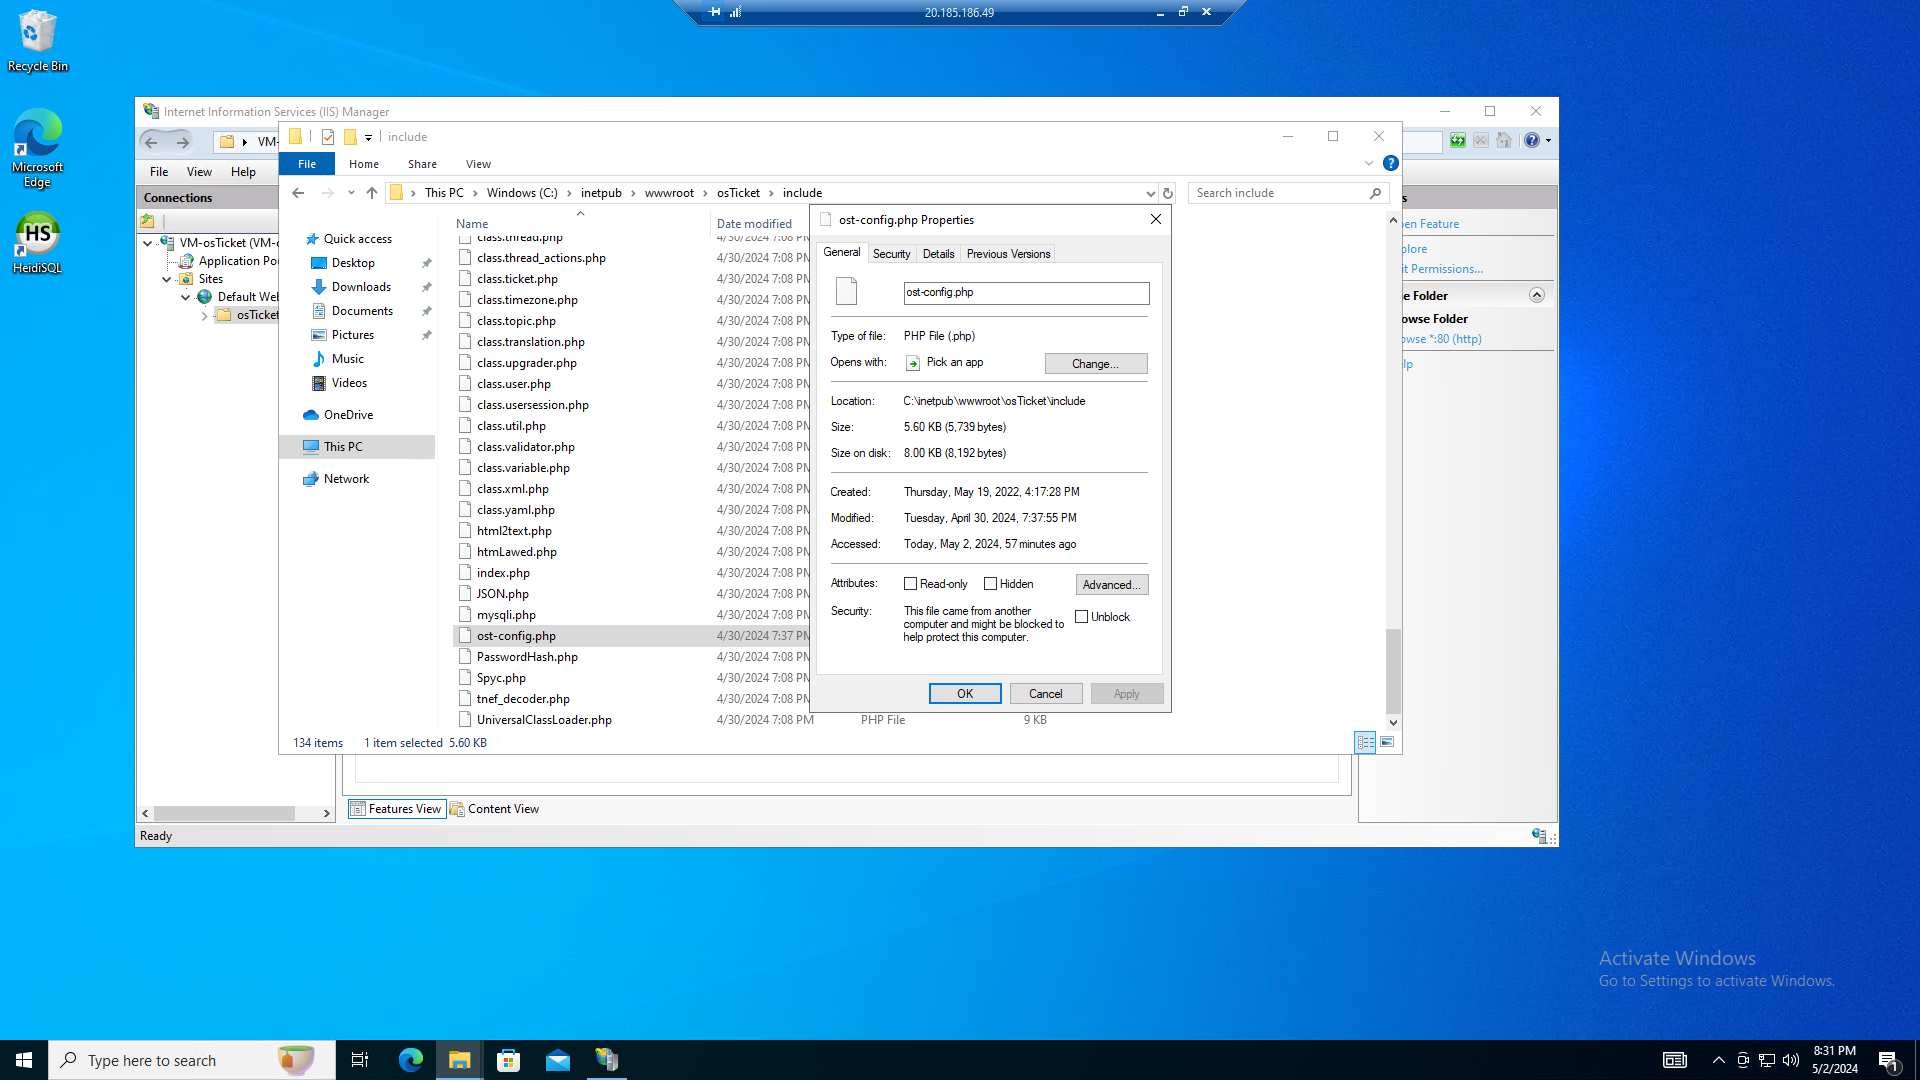 20.185.186.49
Recycle Bin
Microsoft
Edge
HS
HeidiSQL
Internet Information Services (IIS) Manager
VM-
File View Help
Connections
VM-osTicket (VM-
Application Po
Sites
Default Web
osTicket
include
File Home Share View
This PC > Windows (C:) > inetpub > wwwroot > osTicket > include
Search include
Quick access
Desktop
Downloads
Documents
Pictures
Music
Videos
OneDrive
This PC
Network
Name Date modified
class.thread.php 4/30/2024 7:08 PM
class.thread_actions.php 4/30/2024 7:08 PM
class.ticket.php 4/30/2024 7:08 PM
class.timezone.php 4/30/2024 7:08 PM
class.topic.php 4/30/2024 7:08 PM
class.translation.php 4/30/2024 7:08 PM
class.upgrader.php 4/30/2024 7:08 PM
class.user.php 4/30/2024 7:08 PM
class.usersession.php 4/30/2024 7:08 PM
class.util.php 4/30/2024 7:08 PM
class.validator.php 4/30/2024 7:08 PM
class.variable.php 4/30/2024 7:08 PM
class.xml.php 4/30/2024 7:08 PM
class.yaml.php 4/30/2024 7:08 PM
html2text.php 4/30/2024 7:08 PM
htmLawed.php 4/30/2024 7:08 PM
index.php 4/30/2024 7:08 PM
JSON.php 4/30/2024 7:08 PM
mysqli.php 4/30/2024 7:08 PM
ost-config.php 4/30/2024 7:37 PM
PasswordHash.php 4/30/2024 7:08 PM
Spyc.php 4/30/2024 7:08 PM
tnef_decoder.php 4/30/2024 7:08 PM
UniversalClassLoader.php 4/30/2024 7:08 PM PHP File 9 KB
134 items 1 item selected 5.60 KB
ost-config.php Properties
General Security Details Previous Versions
ost-config.php
Type of file: PHP File (.php)
Opens with: Pick an app Change...
Location: C:\inetpub\wwwroot\osTicket\include
Size: 5.60 KB (5,739 bytes)
Size on disk: 8.00 KB (8,192 bytes)
Created: Thursday, May 19, 2022, 4:17:28 PM
Modified: Tuesday, April 30, 2024, 7:37:55 PM
Accessed: Today, May 2, 2024, 57 minutes ago
Attributes: Read-only Hidden Advanced...
Security: This file came from another
computer and might be blocked to
help protect this computer.
Unblock
OK Cancel Apply
s
pen Feature
plore
it Permissions...
e Folder
owse Folder
owse *:80 (http)
lp
Features View Content View
Ready
Activate Windows
Go to Settings to activate Windows.
Type here to search
8:31 PM
5/2/2024
1